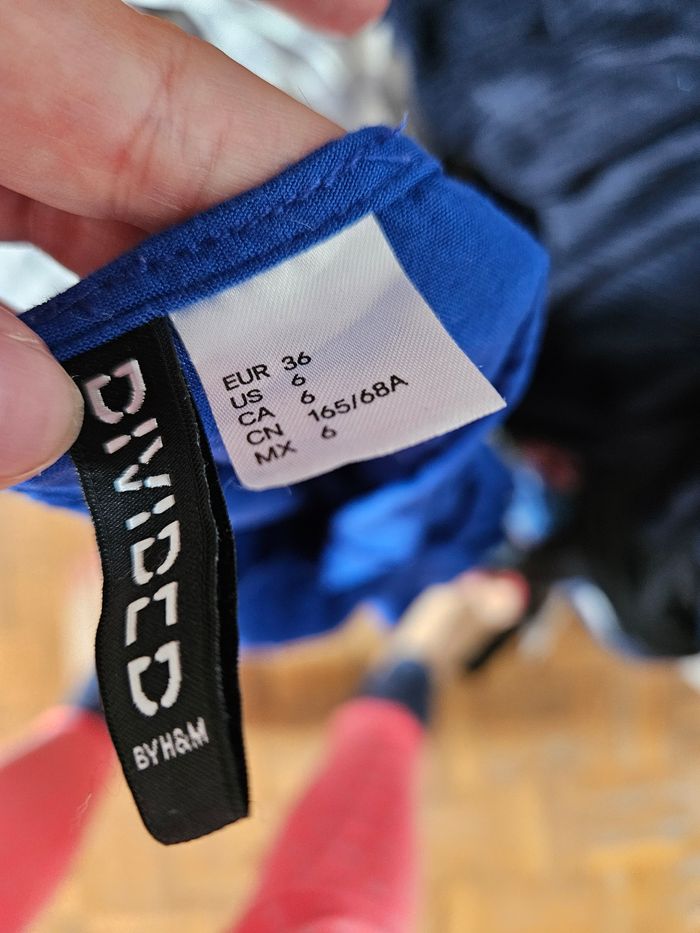 DIVIDED
BY H&M
EUR 36
US 6
CA 6
CN 165/68A
MX 6